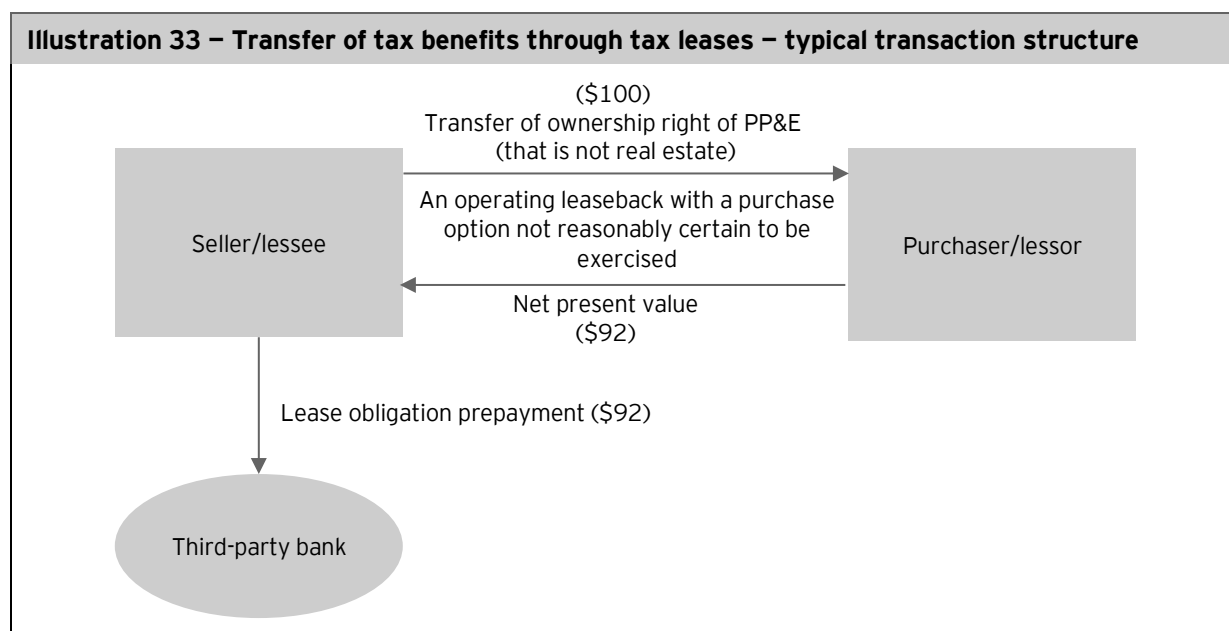 Illustration 33 – Transfer of tax benefits through tax leases – typical transaction structure
($100)
Transfer of ownership right of PP&E
(that is not real estate)
Seller/lessee
An operating leaseback with a purchase
option not reasonably certain to be
exercised
Purchaser/lessor
Net present value
($92)
Lease obligation prepayment ($92)
Third-party bank